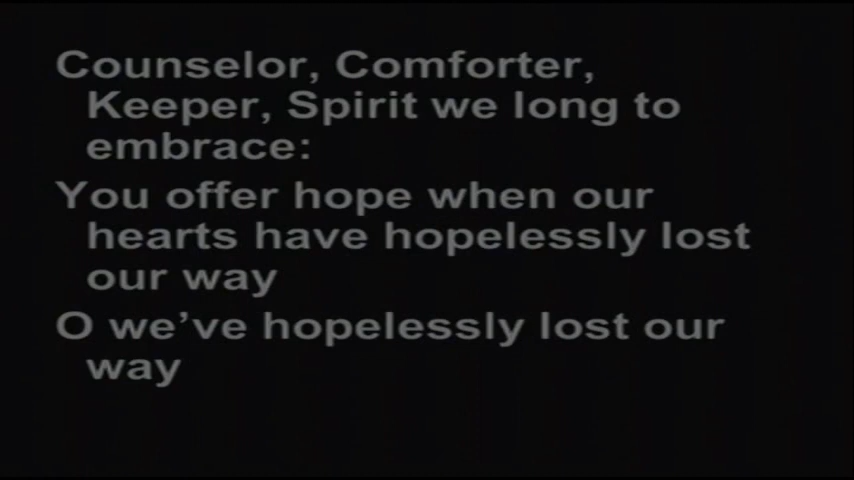 Counselor, Comforter,
Keeper, Spirit we long to
embrace:
You offer hope when our
hearts have hopelessly lost
our way
O we’ve hopelessly lost our
way